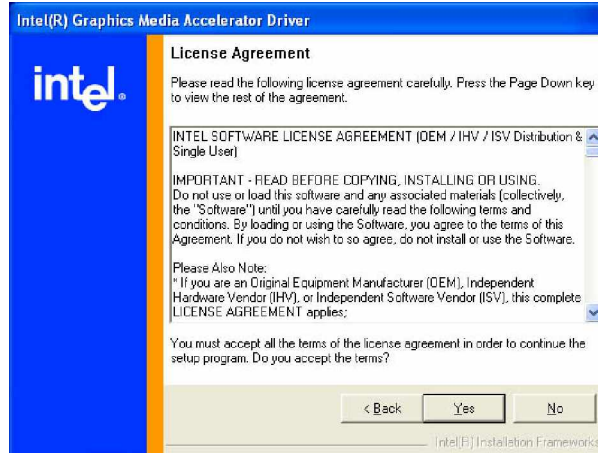 Intel(R) Graphics Media Accelerator Driver
intel.
License Agreement
Please read the following license agreement carefully. Press the Page Down key
to view the rest of the agreement.
INTEL SOFTWARE LICENSE AGREEMENT (OEM / IHV / ISV Distribution &
Single User)
IMPORTANT - READ BEFORE COPYING, INSTALLING OR USING.
Do not use or load this software and any associated materials (collectively,
the "Software") until you have carefully read the following terms and
conditions. By loading or using the Software, you agree to the terms of this
Agreement. If you do not wish to so agree, do not install or use the Software.
Please Also Note:
* If you are an Original Equipment Manufacturer (OEM), Independent
Hardware Vendor (IHV), or Independent Software Vendor (ISV), this complete
LICENSE AGREEMENT applies;
You must accept all the terms of the license agreement in order to continue the
setup program. Do you accept the terms?
< Back Yes No
Intel(R) Installation Frameworks